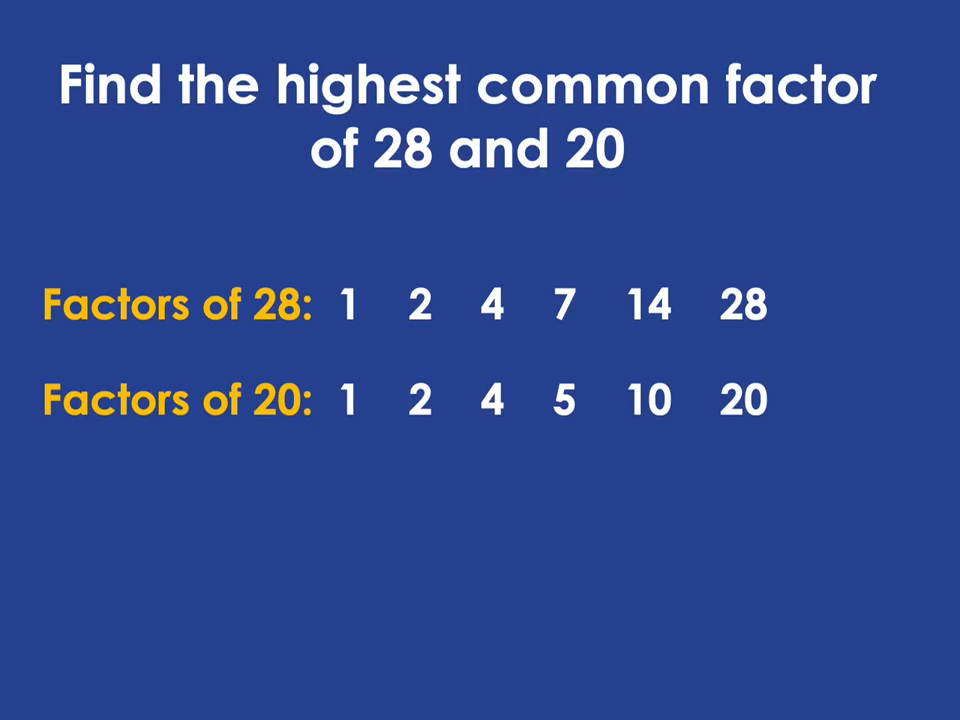 Find the highest common factor
of 28 and 20
Factors of 28: 1 2 4 7 14 28
Factors of 20: 1 2 4 5 10 20